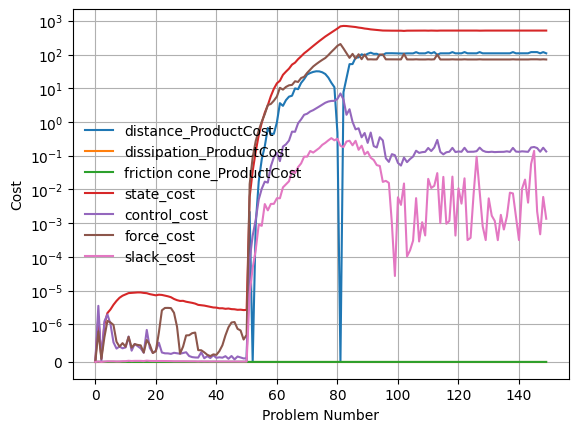 10³
10²
10¹
10⁰
10⁻¹
10⁻²
10⁻³
10⁻⁴
10⁻⁵
10⁻⁶
0
Cost
distance_ProductCost
dissipation_ProductCost
friction cone_ProductCost
state_cost
control_cost
force_cost
slack_cost
0 20 40 60 80 100 120 140
Problem Number